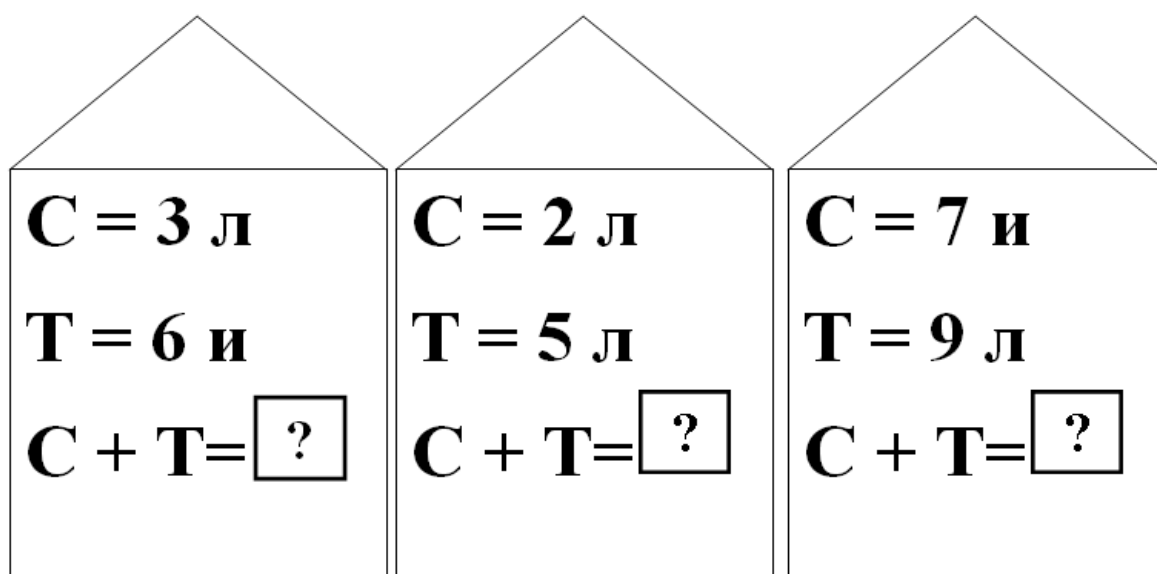 С = 3 л
Т = 6 и
С + Т= ?
С = 2 л
Т = 5 л
С + Т= ?
С = 7 и
Т = 9 л
С + Т= ?